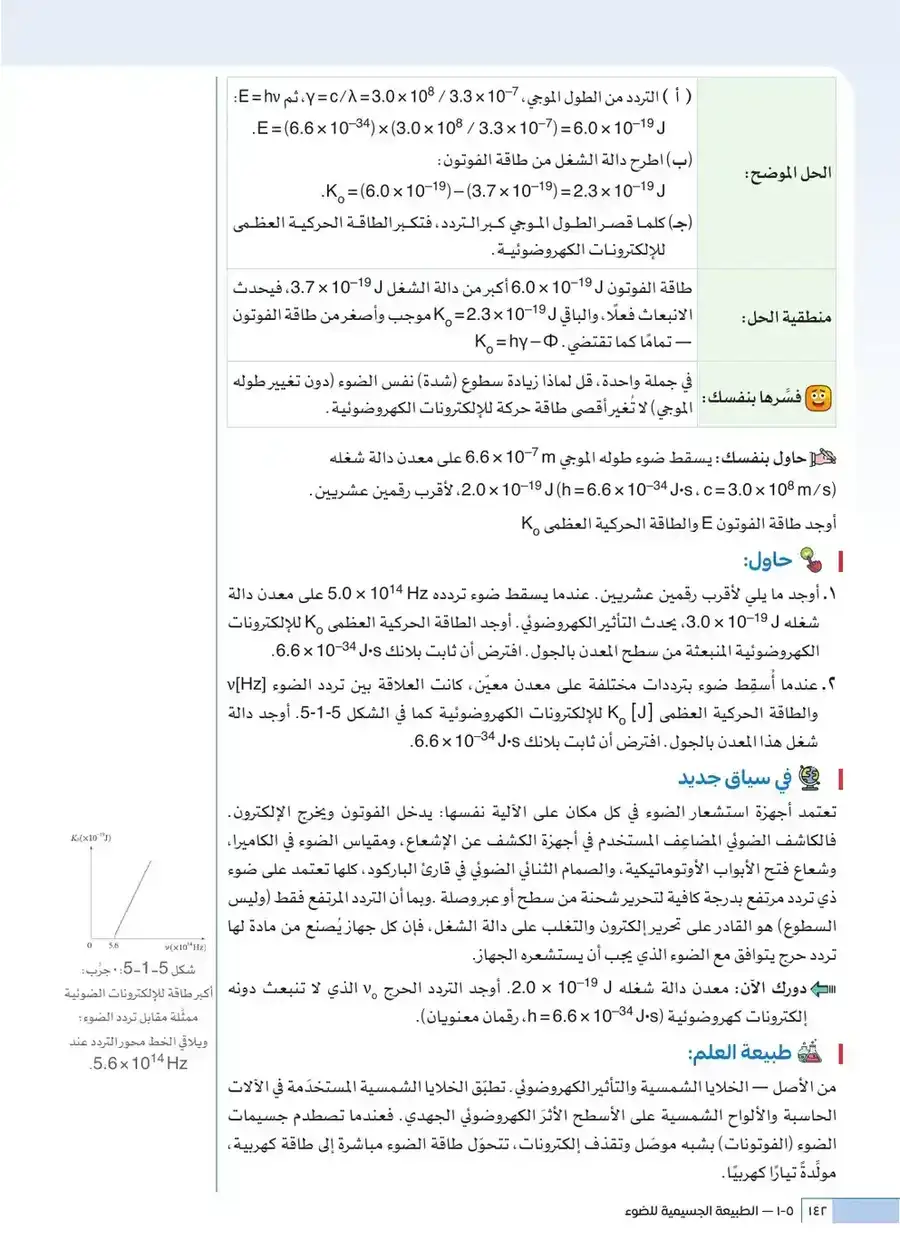 الحل الموضح:
( أ ) التردد من الطول الموجي، γ = c/λ = 3.0 × 10⁸ / 3.3 × 10⁻⁷، ثم E = hν:
E = (6.6 × 10⁻³⁴) × (3.0 × 10⁸ / 3.3 × 10⁻⁷) = 6.0 × 10⁻¹⁹ J.
(ب) اطرح دالة الشغل من طاقة الفوتون:
K₀ = (6.0 × 10⁻¹⁹) – (3.7 × 10⁻¹⁹) = 2.3 × 10⁻¹⁹ J.
(جـ) كلما قصر الطول الموجي كبر التردد، فتكبر الطاقة الحركية العظمى
للإلكترونات الكهروضوئية.
منطقية الحل:
طاقة الفوتون 6.0 × 10⁻¹⁹ J أكبر من دالة الشغل 3.7 × 10⁻¹⁹ J، فيحدث
الانبعاث فعلًا، والباقي K₀ = 2.3 × 10⁻¹⁹ J موجب وأصغر من طاقة الفوتون
— تمامًا كما تقتضي. K₀ = hγ – Φ
فسَّرها بنفسك:
في جملة واحدة، قل لماذا زيادة سطوع (شدة) نفس الضوء (دون تغيير طوله
الموجي) لا تُغير أقصى طاقة حركة للإلكترونات الكهروضوئية.
حاول بنفسك: يسقط ضوء طوله الموجي 6.6 × 10⁻⁷ m على معدن دالة شغله
2.0 × 10⁻¹⁹ J (h = 6.6 × 10⁻³⁴ J•s ، c = 3.0 × 10⁸ m/s)، لأقرب رقمين عشريين.
أوجد طاقة الفوتون E والطاقة الحركية العظمى K₀
حاول:
١. أوجد ما يلي لأقرب رقمين عشريين. عندما يسقط ضوء تردده 5.0 × 10¹⁴ Hz على معدن دالة
شغله 3.0 × 10⁻¹⁹ J، يحدث التأثير الكهروضوئي. أوجد الطاقة الحركية العظمى K₀ للإلكترونات
الكهروضوئية المنبعثة من سطح المعدن بالجول. افترض أن ثابت بلانك 6.6 × 10⁻³⁴ J•s.
٢. عندما أُسقِط ضوء بترددات مختلفة على معدن معيّن، كانت العلاقة بين تردد الضوء ν[Hz]
والطاقة الحركية العظمى K₀ [J] للإلكترونات الكهروضوئية كما في الشكل 5-1-5. أوجد دالة
شغل هذا المعدن بالجول. افترض أن ثابت بلانك 6.6 × 10⁻³⁴ J•s.
في سياق جديد
تعتمد أجهزة استشعار الضوء في كل مكان على الآلية نفسها: يدخل الفوتون ويخرج الإلكترون.
فالكاشف الضوئي المضاعِف المستخدم في أجهزة الكشف عن الإشعاع، ومقياس الضوء في الكاميرا،
وشعاع فتح الأبواب الأوتوماتيكية، والصمام الثنائي الضوئي في قارئ الباركود، كلها تعتمد على ضوء
ذي تردد مرتفع بدرجة كافية لتحرير شحنة من سطح أو عبر وصلة .وبما أن التردد المرتفع فقط (وليس
السطوع) هو القادر على تحرير إلكترون والتغلب على دالة الشغل، فإن كل جهاز يُصنع من مادة لها
تردد حرج يتوافق مع الضوء الذي يجب أن يستشعره الجهاز.
دورك الآن: معدن دالة شغله 2.0 × 10⁻¹⁹ J. أوجد التردد الحرج ν₀ الذي لا تنبعث دونه
إلكترونات كهروضوئية (h = 6.6 × 10⁻³⁴ J•s، رقمان معنويان).
طبيعة العلم:
من الأصل — الخلايا الشمسية والتأثير الكهروضوئي. تطبّق الخلايا الشمسية المستخدَمة في الآلات
الحاسبة والألواح الشمسية على الأسطح الأثرَ الكهروضوئي الجهدي. فعندما تصطدم جسيمات
الضوء (الفوتونات) بشبه موصّل وتقذف إلكترونات، تتحوّل طاقة الضوء مباشرة إلى طاقة كهربية،
مولِّدةً تيارًا كهربيًا.
K₀(×10⁻¹⁹J)
0 5.6 ν(×10¹⁴Hz)
شكل 5-1-5: • جرِّب:
أكبر طاقة للإلكترونات الضوئية
ممثَّلة مقابل تردد الضوء؛
ويلاقي الخط محور التردد عند
5.6 × 10¹⁴ Hz.
١٤٢ ٥-١ — الطبيعة الجسيمية للضوء